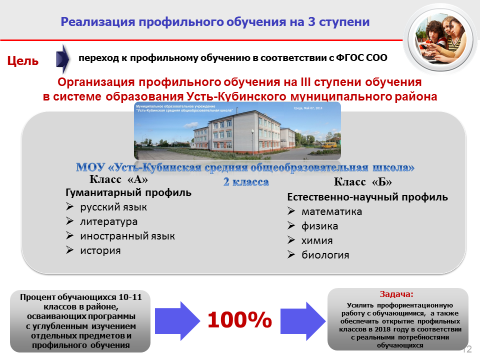 Реализация профильного обучения на 3 ступени
Цель
переход к профильному обучению в соответствии с ФГОС СОО
Организация профильного обучения на III ступени обучения
в системе образования Усть-Кубинского муниципального района
МОУ «Усть-Кубинская средняя общеобразовательная школа»
2 класса
Класс «А»
Гуманитарный профиль
русский язык
литература
иностранный язык
история
Класс «Б»
Естественно-научный профиль
математика
физика
химия
биология
Процент обучающихся 10-11
классов в районе,
осваивающих программы
с углубленным изучением
отдельных предметов и
профильного обучения
100%
Задача:
Усилить профориентационную
работу с обучающимися, а также
обеспечить открытие профильных
классов в 2018 году в соответствии
с реальными потребностями
обучающихся
12